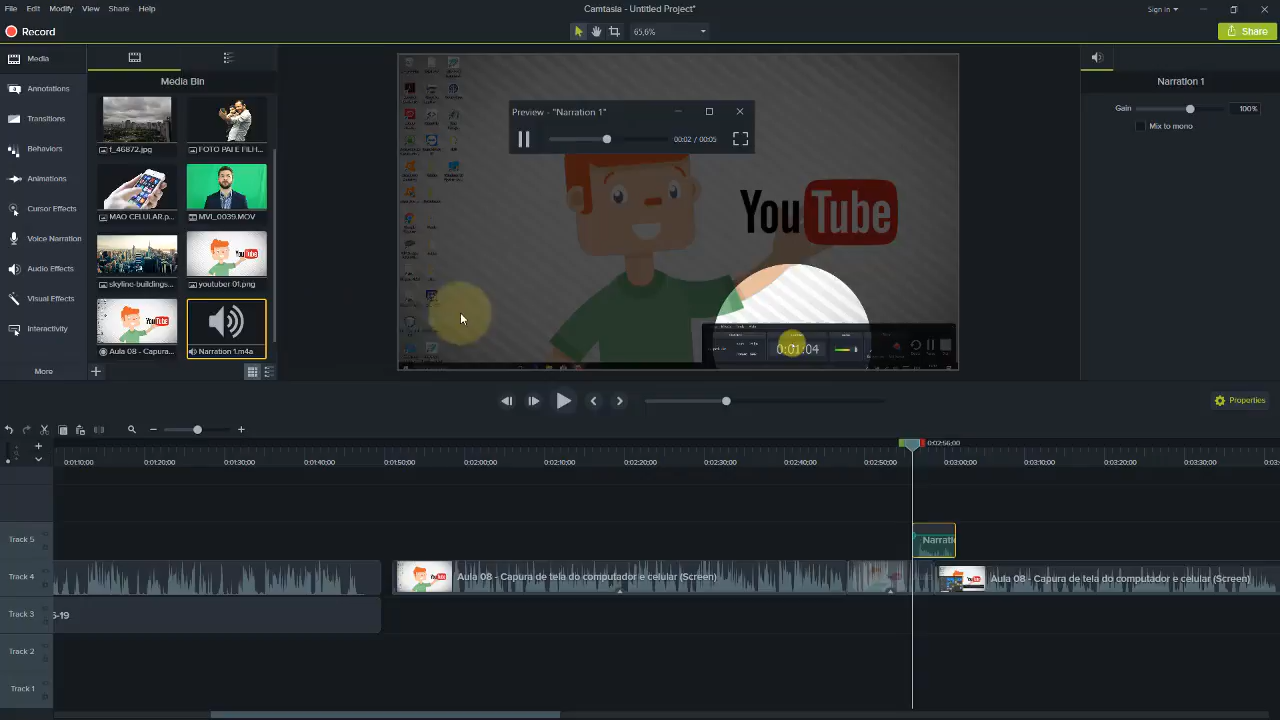 File Edit Modify View Share Help
Camtasia - Untitled Project*
Sign in
Record
65,6%
Share
Media
Annotations
Transitions
Behaviors
Animations
Cursor Effects
Voice Narration
Audio Effects
Visual Effects
Interactivity
More
Media Bin
f_46872.jpg
FOTO PAI E FILH...
MAO CELULAR.p...
MVI_0039.MOV
skyline-buildings...
youtuber 01.png
Aula 08 - Capura...
Narration 1.m4a
Preview - "Narration 1"
00:02 / 00:05
YouTube
0:01:04
Narration 1
Gain 100%
Mix to mono
Properties
0:02:56;00
0:01:10;00 0:01:20;00 0:01:30;00 0:01:40;00 0:01:50;00 0:02:00;00 0:02:10;00 0:02:20;00 0:02:30;00 0:02:40;00 0:02:50;00 0:03:00;00 0:03:10;00 0:03:20;00 0:03:30;00
Track 5
Narrati
Track 4
Aula 08 - Capura de tela do computador e celular (Screen)
Aula 08 - Capura de tela do computador e celular (Screen)
Track 3
-19
Track 2
Track 1